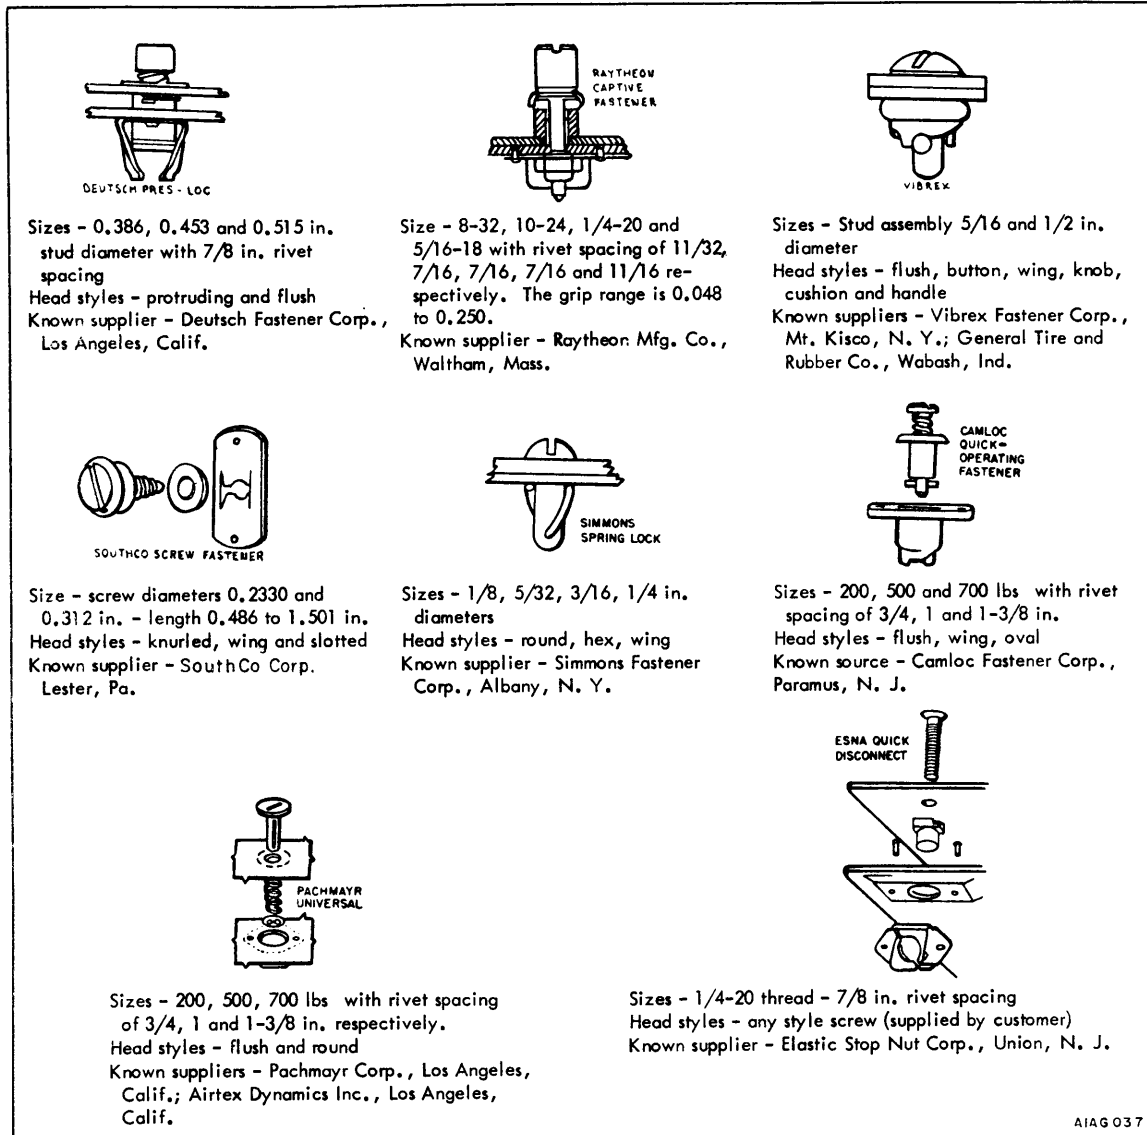 DEUTSCH PRES-LOC
Sizes - 0.386, 0.453 and 0.515 in.
stud diameter with 7/8 in. rivet
spacing
Head styles - protruding and flush
Known supplier - Deutsch Fastener Corp.,
Los Angeles, Calif.
RAYTHEON
CAPTIVE
FASTENER
Size - 8-32, 10-24, 1/4-20 and
5/16-18 with rivet spacing of 11/32,
7/16, 7/16, 7/16 and 11/16 re-
spectively. The grip range is 0.048
to 0.250.
Known supplier - Raytheon Mfg. Co.,
Waltham, Mass.
VIBREX
Sizes - Stud assembly 5/16 and 1/2 in.
diameter
Head styles - flush, button, wing, knob,
cushion and handle
Known suppliers - Vibrex Fastener Corp.,
Mt. Kisco, N. Y.; General Tire and
Rubber Co., Wabash, Ind.
SOUTHCO SCREW FASTENER
Size - screw diameters 0.2330 and
0.312 in. - length 0.486 to 1.501 in.
Head styles - knurled, wing and slotted
Known supplier - SouthCo Corp.
Lester, Pa.
SIMMONS
SPRING LOCK
Sizes - 1/8, 5/32, 3/16, 1/4 in.
diameters
Head styles - round, hex, wing
Known supplier - Simmons Fastener
Corp., Albany, N. Y.
CAMLOC
QUICK-
OPERATING
FASTENER
Sizes - 200, 500 and 700 lbs with rivet
spacing of 3/4, 1 and 1-3/8 in.
Head styles - flush, wing, oval
Known source - Camloc Fastener Corp.,
Paramus, N. J.
PACHMAYR
UNIVERSAL
Sizes - 200, 500, 700 lbs with rivet spacing
of 3/4, 1 and 1-3/8 in. respectively.
Head styles - flush and round
Known suppliers - Pachmayr Corp., Los Angeles,
Calif.; Airtex Dynamics Inc., Los Angeles,
Calif.
ESNA QUICK
DISCONNECT
Sizes - 1/4-20 thread - 7/8 in. rivet spacing
Head styles - any style screw (supplied by customer)
Known supplier - Elastic Stop Nut Corp., Union, N. J.
AIAG037